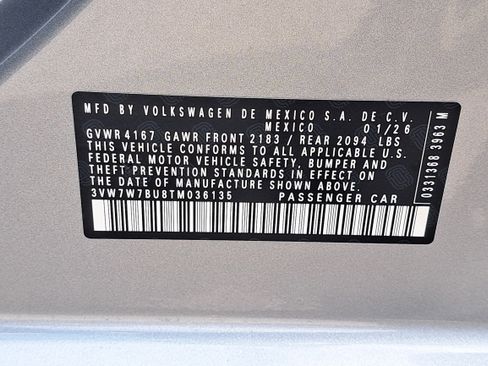 MFD BY VOLKSWAGEN DE MEXICO S.A. DE C.V.
MEXICO 01/26
GVWR 4167 GAWR FRONT 2183 / REAR 2094 LBS
THIS VEHICLE CONFORMS TO ALL APPLICABLE U.S.
FEDERAL MOTOR VEHICLE SAFETY, BUMPER AND
THEFT PREVENTION STANDARDS IN EFFECT ON
THE DATE OF MANUFACTURE SHOWN ABOVE.
3VW7W7BU8TM036135 PASSENGER CAR
0331368 3963 M